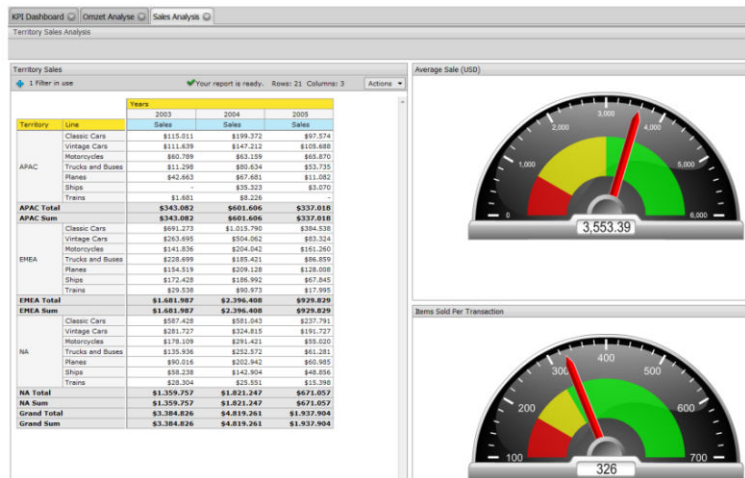 KPI Dashboard Omzet Analyse Sales Analysis
Territory Sales Analysis
Territory Sales
1 Filter in use Your report is ready. Rows: 21 Columns: 3 Actions
Years
2003 2004 2005
Territory Line Sales Sales Sales
APAC
Classic Cars $115.011 $199.372 $97.574
Vintage Cars $111.639 $147.212 $105.688
Motorcycles $60.789 $63.159 $65.870
Trucks and Buses $11.298 $80.634 $53.735
Planes $42.663 $67.681 $11.082
Ships - $35.323 $3.070
Trains $1.681 $8.226 -
APAC Total $343.082 $601.606 $337.018
APAC Sum $343.082 $601.606 $337.018
EMEA
Classic Cars $691.273 $1.015.790 $384.538
Vintage Cars $263.695 $504.062 $83.324
Motorcycles $141.836 $204.042 $161.260
Trucks and Buses $228.699 $185.421 $86.859
Planes $154.519 $209.128 $128.008
Ships $172.428 $186.992 $67.845
Trains $29.538 $90.973 $17.995
EMEA Total $1.681.987 $2.396.408 $929.829
EMEA Sum $1.681.987 $2.396.408 $929.829
NA
Classic Cars $587.428 $581.043 $237.791
Vintage Cars $281.727 $324.815 $191.727
Motorcycles $178.109 $291.421 $55.020
Trucks and Buses $135.936 $252.572 $61.281
Planes $90.016 $202.942 $60.985
Ships $58.238 $142.904 $48.856
Trains $28.304 $25.551 $15.398
NA Total $1.359.757 $1.821.247 $671.057
NA Sum $1.359.757 $1.821.247 $671.057
Grand Total $3.384.826 $4.819.261 $1.937.904
Grand Sum $3.384.826 $4.819.261 $1.937.904
Average Sale (USD)
0 1,000 2,000 3,000 4,000 5,000 6,000
3,553.39
Items Sold Per Transaction
100 200 300 400 500 600 700
326